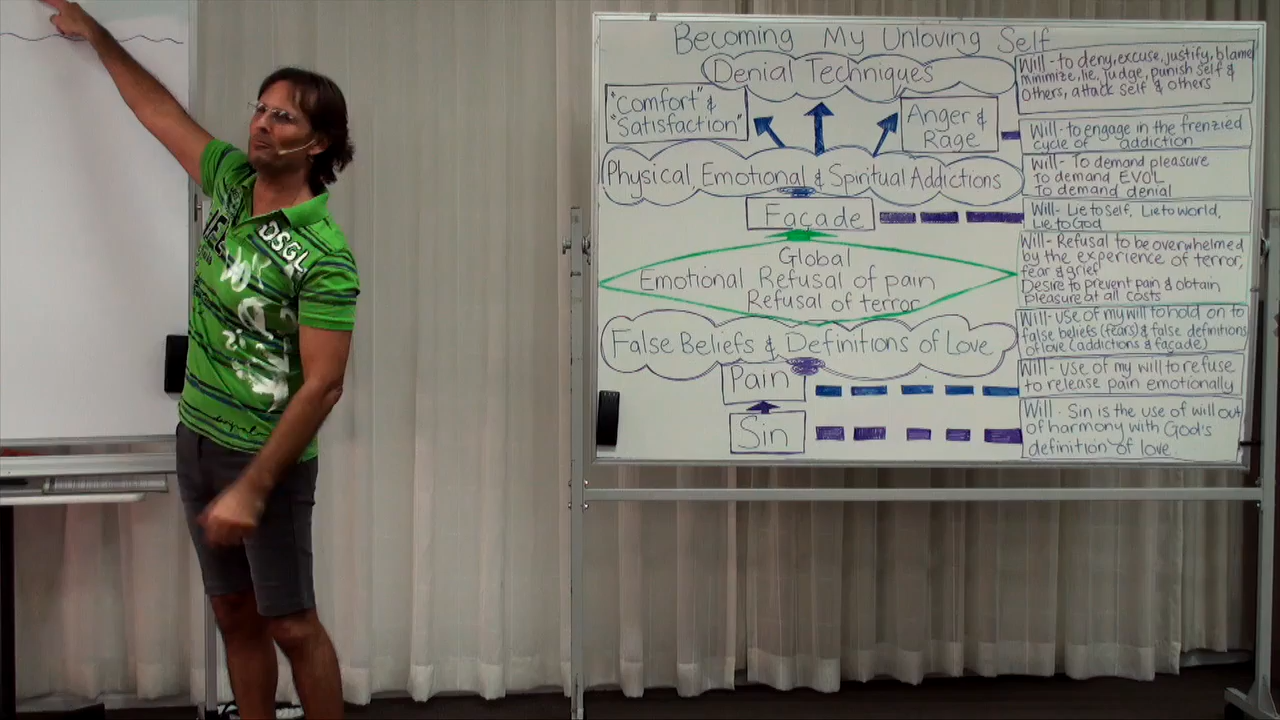 Becoming My Unloving Self
Denial Techniques
"Comfort" &
"Satisfaction"
Anger &
Rage
Physical Emotional & Spiritual Addictions
Façade
Global
Emotional Refusal of pain
Refusal of terror
False Beliefs & Definitions of Love
Pain
Sin
Will - to deny, excuse, justify, blame
minimize, lie, judge, punish self &
others, attack self & others
Will - to engage in the frenzied
cycle of addiction
Will - To demand pleasure
To demand EVOL
To demand denial
Will - Lie to Self, Lie to world,
Lie to God
Will - Refusal to be overwhelmed
by the experience of terror,
fear & grief
Desire to prevent pain & obtain
pleasure at all costs
Will - use of my will to hold on to
false beliefs (fears) & false definitions
of love (addictions & façade)
Will - use of my will to refuse
to release pain emotionally
Will - Sin is the use of will out
of harmony with God's
definition of love
DSGL